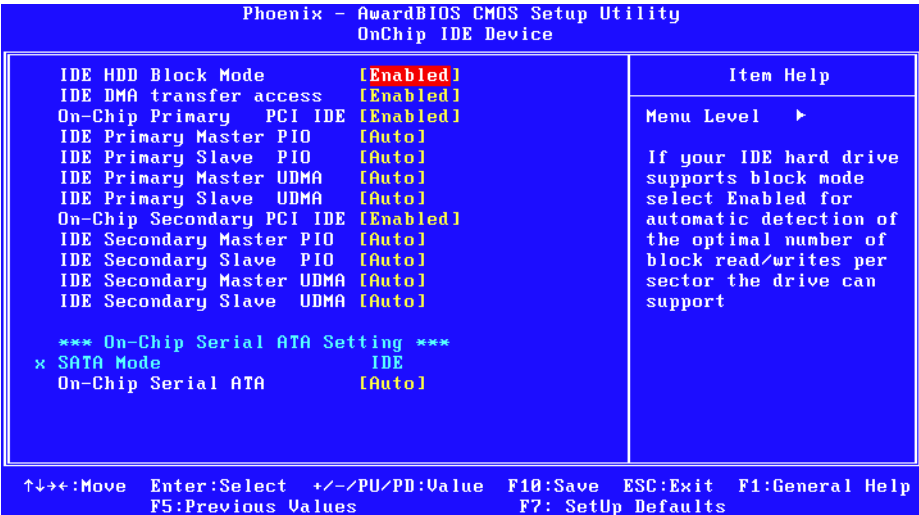 Phoenix - AwardBIOS CMOS Setup Utility
OnChip IDE Device
IDE HDD Block Mode [Enabled]
IDE DMA transfer access [Enabled]
On-Chip Primary PCI IDE [Enabled]
IDE Primary Master PIO [Auto]
IDE Primary Slave PIO [Auto]
IDE Primary Master UDMA [Auto]
IDE Primary Slave UDMA [Auto]
On-Chip Secondary PCI IDE [Enabled]
IDE Secondary Master PIO [Auto]
IDE Secondary Slave PIO [Auto]
IDE Secondary Master UDMA [Auto]
IDE Secondary Slave UDMA [Auto]
*** On-Chip Serial ATA Setting ***
x SATA Mode IDE
On-Chip Serial ATA [Auto]
Item Help
Menu Level ▸
If your IDE hard drive
supports block mode
select Enabled for
automatic detection of
the optimal number of
block read/writes per
sector the drive can
support
↑↓→←:Move Enter:Select +/-/PU/PD:Value F10:Save ESC:Exit F1:General Help
F5:Previous Values F7: SetUp Defaults